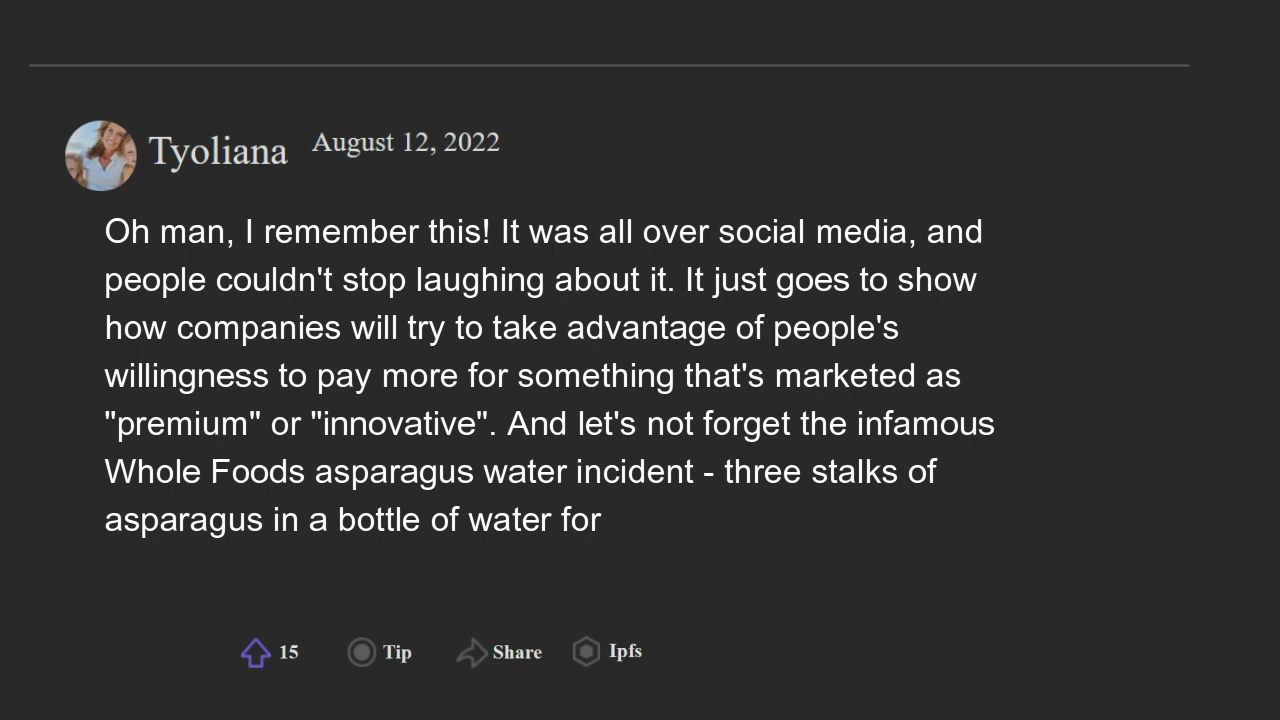 Tyoliana August 12, 2022
Oh man, I remember this! It was all over social media, and
people couldn't stop laughing about it. It just goes to show
how companies will try to take advantage of people's
willingness to pay more for something that's marketed as
"premium" or "innovative". And let's not forget the infamous
Whole Foods asparagus water incident - three stalks of
asparagus in a bottle of water for
15 Tip Share Ipfs